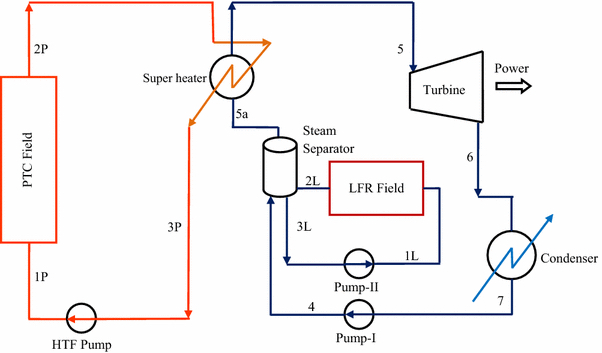 2P
5
Super heater
Power
Turbine
5a
Steam
Separator
PTC Field
6
2L
LFR Field
3P
3L
1L
Condenser
1P
Pump-II
4
7
HTF Pump
Pump-I